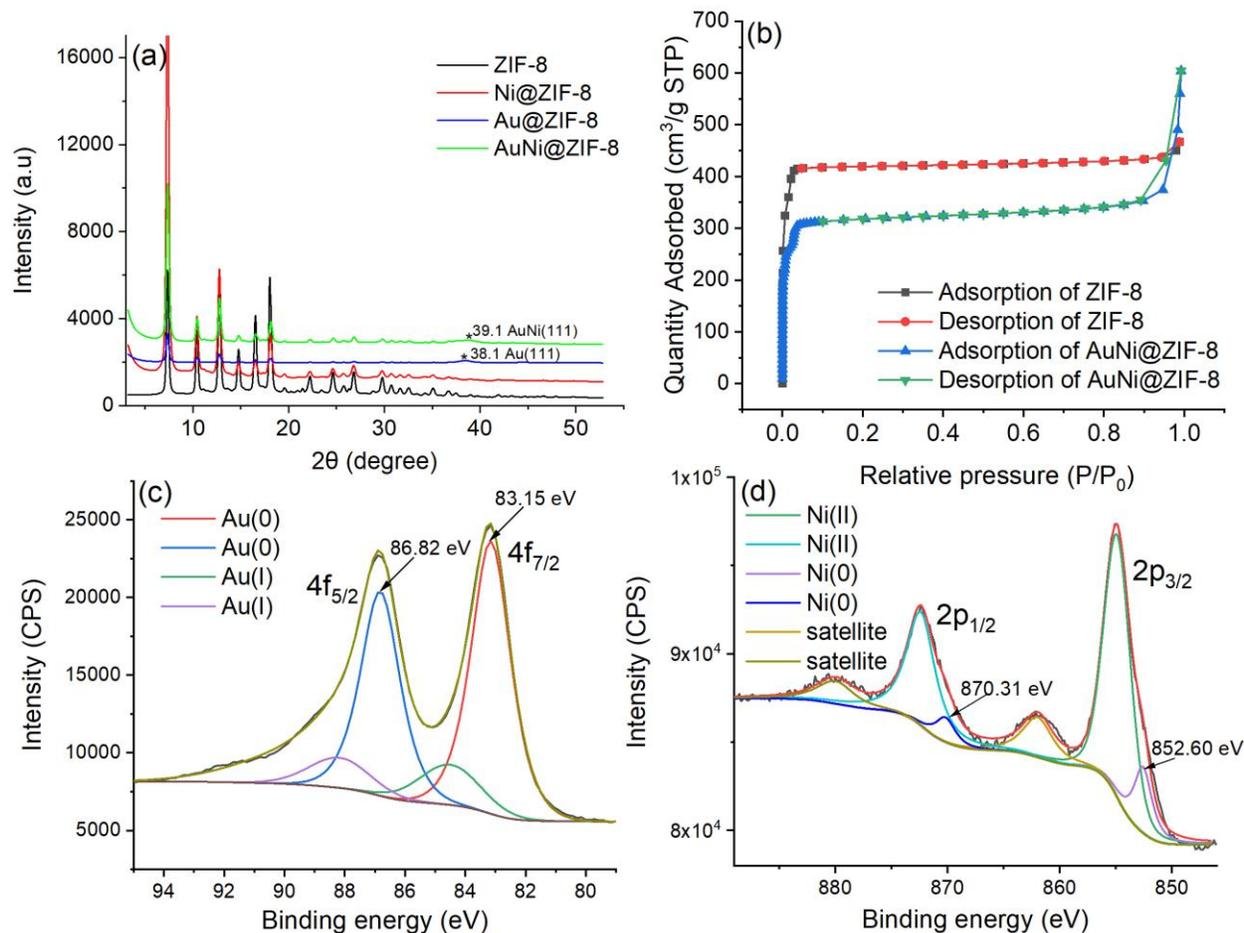 (a)
16000
12000
8000
4000
0
Intensity (a.u)
ZIF-8
Ni@ZIF-8
Au@ZIF-8
AuNi@ZIF-8
*39.1 AuNi(111)
*38.1 Au(111)
10 20 30 40 50
2θ (degree)
(b)
700
600
500
400
300
200
100
0
Quantity Adsorbed (cm³/g STP)
Adsorption of ZIF-8
Desorption of ZIF-8
Adsorption of AuNi@ZIF-8
Desorption of AuNi@ZIF-8
0.0 0.2 0.4 0.6 0.8 1.0
Relative pressure (P/P₀)
(c)
25000
20000
15000
10000
5000
Intensity (CPS)
Au(0)
Au(0)
Au(I)
Au(I)
83.15 eV
86.82 eV
4f5/2
4f7/2
95 92 90 88 86 84 83 80
Binding energy (eV)
(d)
1x10⁵
9x10⁴
8x10⁴
Intensity (CPS)
Ni(II)
Ni(II)
Ni(0)
Ni(0)
satellite
satellite
2p3/2
2p1/2
870.31 eV
852.60 eV
880 870 860 850
Binding energy (eV)